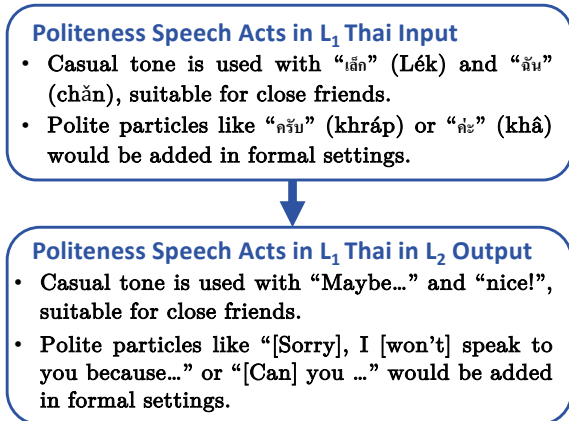 Politeness Speech Acts in L₁ Thai Input
• Casual tone is used with “เล็ก” (Lék) and “ฉัน”
(chǎn), suitable for close friends.
• Polite particles like “ครับ” (khráp) or “ค่ะ” (khâ)
would be added in formal settings.
Politeness Speech Acts in L₁ Thai in L₂ Output
• Casual tone is used with “Maybe…” and “nice!”,
suitable for close friends.
• Polite particles like “[Sorry], I [won't] speak to
you because…” or “[Can] you …” would be added
in formal settings.